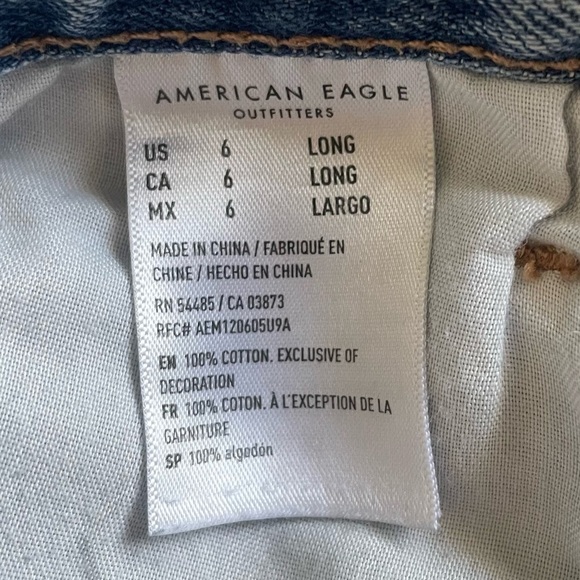 AMERICAN EAGLE
OUTFITTERS
US 6 LONG
CA 6 LONG
MX 6 LARGO
MADE IN CHINA / FABRIQUÉ EN
CHINE / HECHO EN CHINA
RN 54485 / CA 03873
RFC# AEM120605U9A
EN 100% COTTON. EXCLUSIVE OF
DECORATION
FR 100% COTON. À L'EXCEPTION DE LA
GARNITURE
SP 100% algodón